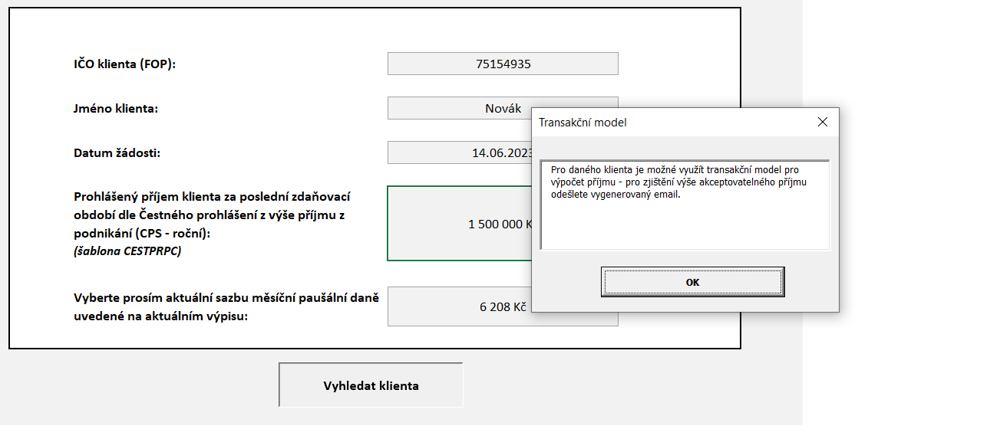 IČO klienta (FOP):
75154935
Jméno klienta:
Novák
Datum žádosti:
14.06.2023
Prohlášený příjem klienta za poslední zdaňovací
období dle Čestného prohlášení z výše příjmu z
podnikání (CPS - roční):
(šablona CESTPRPC)
1 500 000 K
Vyberte prosím aktuální sazbu měsíční paušální daně
uvedené na aktuálním výpisu:
6 208 Kč
Vyhledat klienta
Transakční model
Pro daného klienta je možné využít transakční model pro
výpočet příjmu - pro zjištění výše akceptovatelného příjmu
odešlete vygenerovaný email.
OK